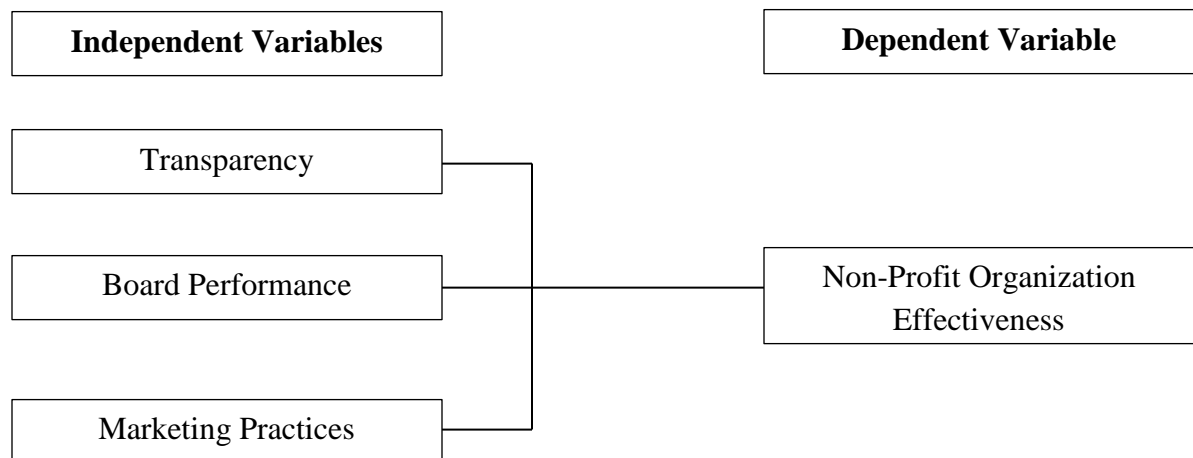 Independent Variables
Dependent Variable
Transparency
Board Performance
Non-Profit Organization
Effectiveness
Marketing Practices